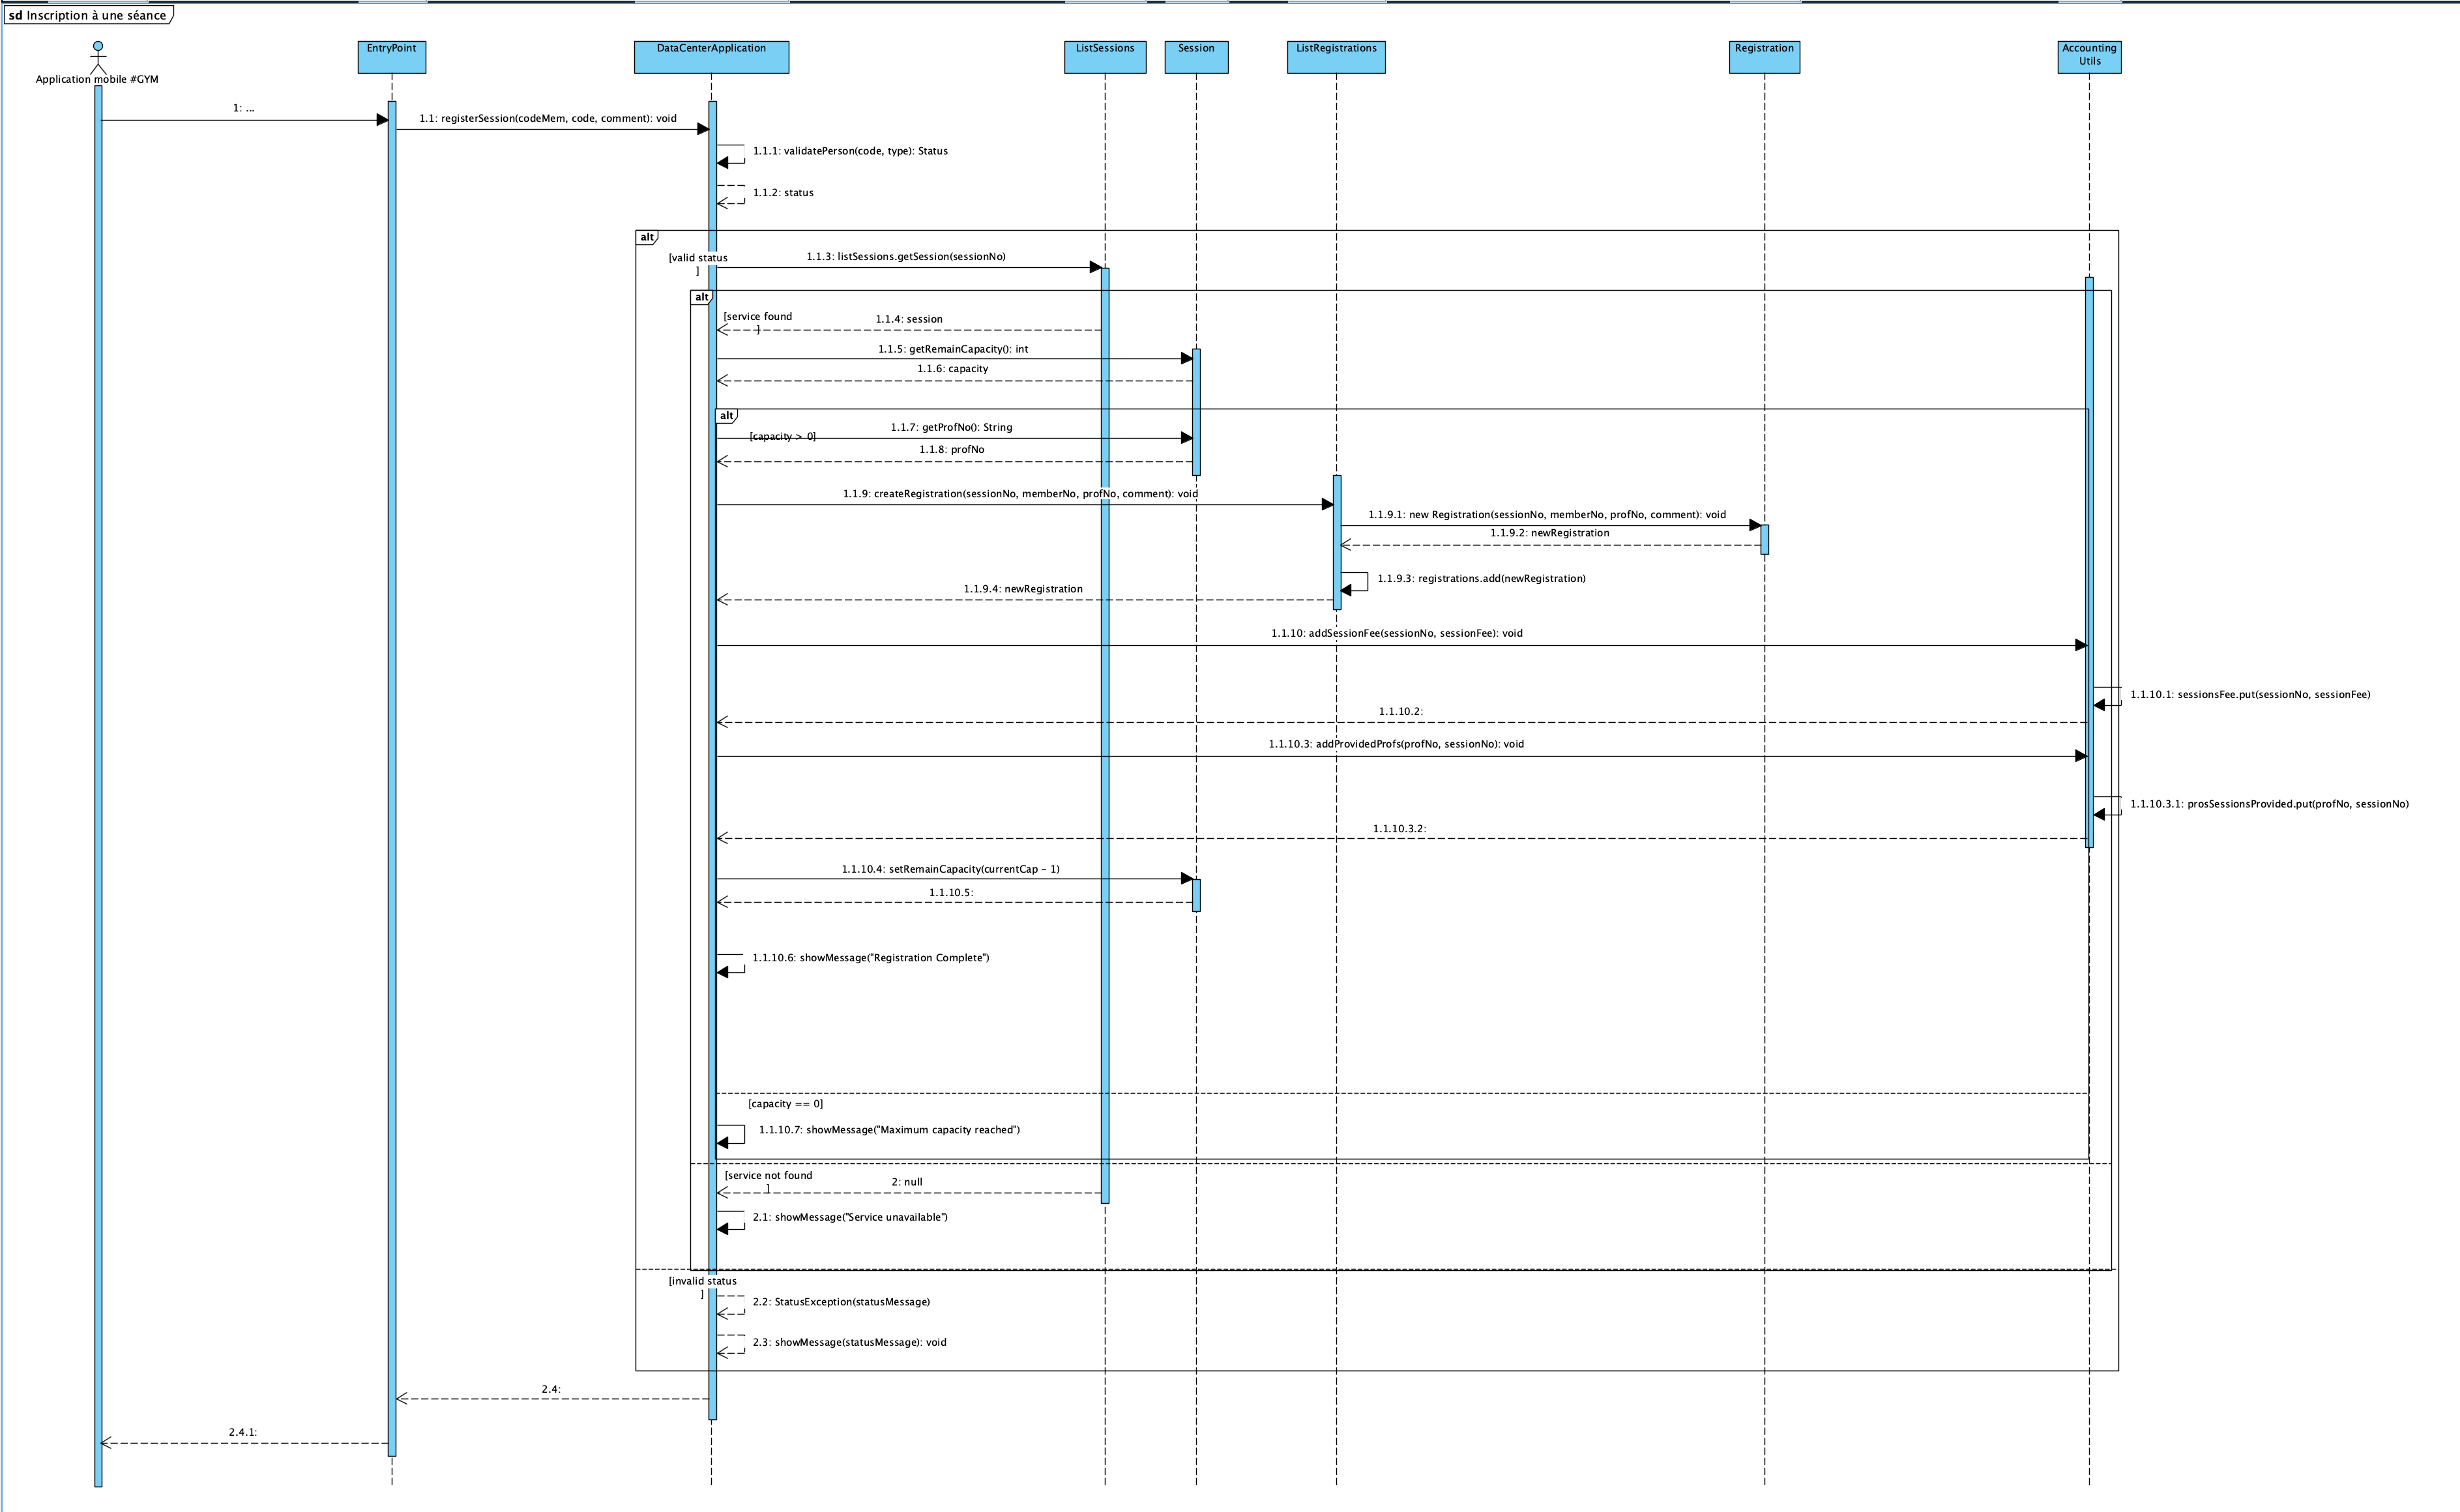 sd Inscription à une séance
Application mobile #GYM
EntryPoint
DataCenterApplication
ListSessions
Session
ListRegistrations
Registration
Accounting
Utils
1: ...
1.1: registerSession(codeMem, code, comment): void
1.1.1: validatePerson(code, type): Status
1.1.2: status
alt
[valid status
]
1.1.3: listSessions.getSession(sessionNo)
alt
[service found
]
1.1.4: session
1.1.5: getRemainCapacity(): int
1.1.6: capacity
alt
[capacity > 0]
1.1.7: getProfNo(): String
1.1.8: profNo
1.1.9: createRegistration(sessionNo, memberNo, profNo, comment): void
1.1.9.1: new Registration(sessionNo, memberNo, profNo, comment): void
1.1.9.2: newRegistration
1.1.9.3: registrations.add(newRegistration)
1.1.9.4: newRegistration
1.1.10: addSessionFee(sessionNo, sessionFee): void
1.1.10.1: sessionsFee.put(sessionNo, sessionFee)
1.1.10.2:
1.1.10.3: addProvidedProfs(profNo, sessionNo): void
1.1.10.3.1: prosSessionsProvided.put(profNo, sessionNo)
1.1.10.3.2:
1.1.10.4: setRemainCapacity(currentCap - 1)
1.1.10.5:
1.1.10.6: showMessage("Registration Complete")
[capacity == 0]
1.1.10.7: showMessage("Maximum capacity reached")
[service not found
]
2: null
2.1: showMessage("Service unavailable")
[invalid status
]
2.2: StatusException(statusMessage)
2.3: showMessage(statusMessage): void
2.4:
2.4.1: